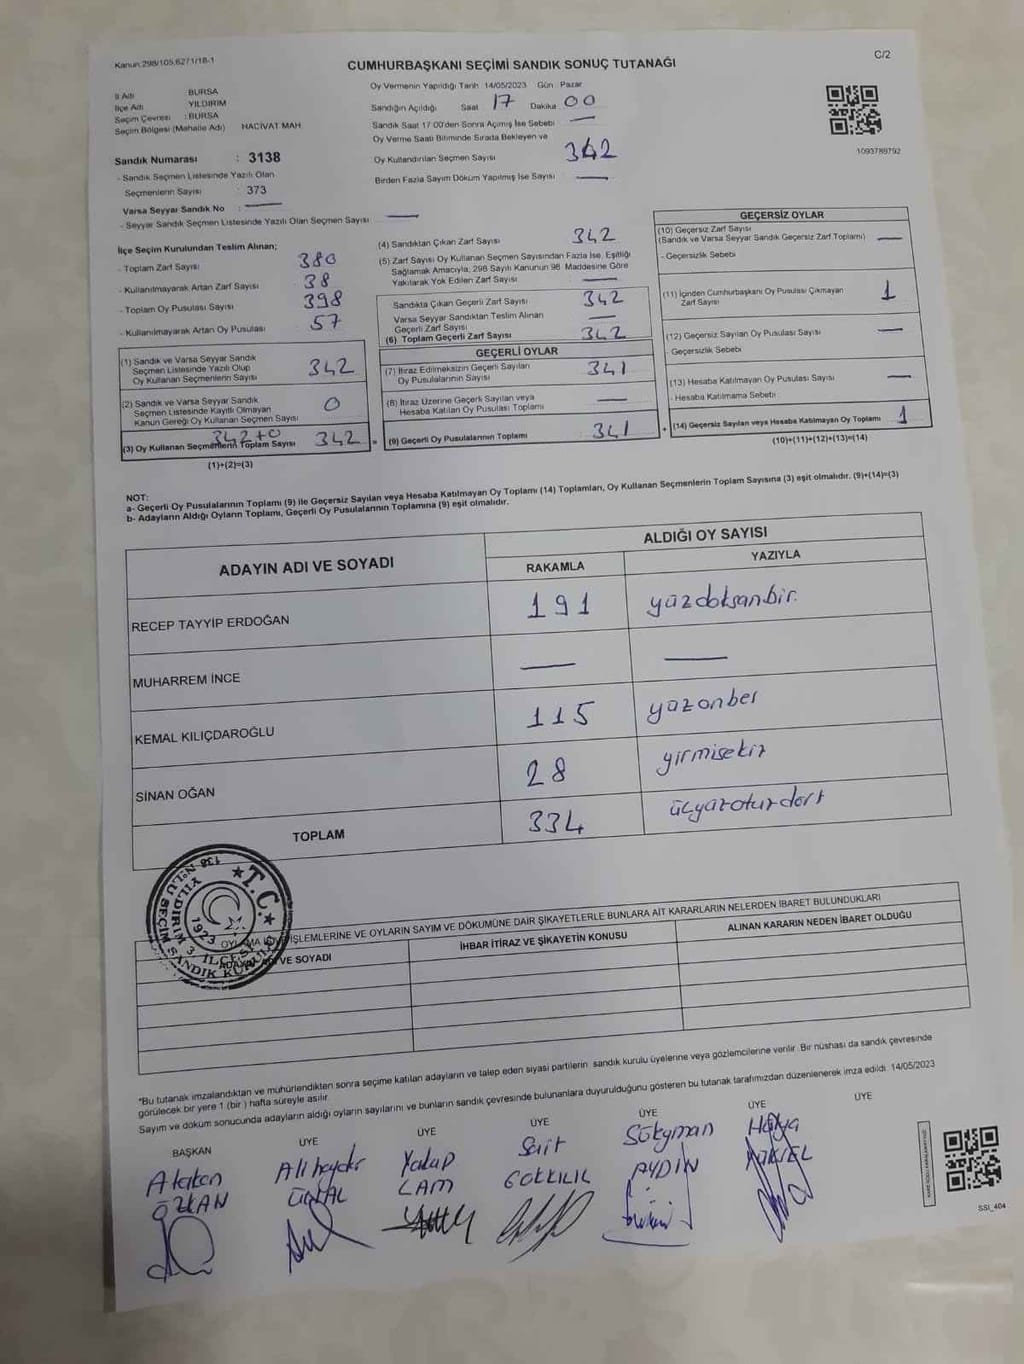 Kanun:298/105,6271/18-1
C/2
CUMHURBAŞKANI SEÇİMİ SANDIK SONUÇ TUTANAĞI
İl Adı : BURSA
İlçe Adı : YILDIRIM
Seçim Çevresi : BURSA
Seçim Bölgesi (Mahalle Adı) HACİVAT MAH
Sandık Numarası : 3138
- Sandık Seçmen Listesinde Yazılı Olan
Seçmenlerin Sayısı : 373
Varsa Seyyar Sandık No :
- Seyyar Sandık Seçmen Listesinde Yazılı Olan Seçmen Sayısı
Oy Vermenin Yapıldığı Tarih 14/05/2023 Gün Pazar
Sandığın Açıldığı Saat 17 Dakika 00
Sandık Saat 17:00'den Sonra Açılmış İse Sebebi
Oy Verme Saati Bitiminde Sırada Bekleyen ve
Oy Kullandırılan Seçmen Sayısı 342
Birden Fazla Sayım Döküm Yapılmış İse Sayısı
1093789792
İlçe Seçim Kurulundan Teslim Alınan;
- Toplam Zarf Sayısı 380
- Kullanılmayarak Artan Zarf Sayısı 38
- Toplam Oy Pusulası Sayısı 398
- Kullanılmayarak Artan Oy Pusulası 57
(1) Sandık ve Varsa Seyyar Sandık
Seçmen Listesinde Yazılı Olup
Oy Kullanan Seçmenlerin Sayısı 342
(2) Sandık ve Varsa Seyyar Sandık
Seçmen Listesinde Kayıtlı Olmayan
Kanun Gereği Oy Kullanan Seçmen Sayısı 0
342+0
(3) Oy Kullanan Seçmenlerin Toplam Sayısı 342 =
(1)+(2)=(3)
(4) Sandıktan Çıkan Zarf Sayısı 342
(5) Zarf Sayısı Oy Kullanan Seçmen Sayısından Fazla İse, Eşitliği
Sağlamak Amacıyla, 298 Sayılı Kanunun 98 Maddesine Göre
Yakılarak Yok Edilen Zarf Sayısı
Sandıkta Çıkan Geçerli Zarf Sayısı 342
Varsa Seyyar Sandıktan Teslim Alınan
Geçerli Zarf Sayısı
(6) Toplam Geçerli Zarf Sayısı 342
GEÇERLİ OYLAR
(7) İtiraz Edilmeksizin Geçerli Sayılan
Oy Pusulalarının Sayısı 341
(8) İtiraz Üzerine Geçerli Sayılan veya
Hesaba Katılan Oy Pusulası Toplamı
(9) Geçerli Oy Pusulalarının Toplamı 341 +
GEÇERSİZ OYLAR
(10) Geçersiz Zarf Sayısı
(Sandık ve Varsa Seyyar Sandık Geçersiz Zarf Toplamı)
- Geçersizlik Sebebi
(11) İçinden Cumhurbaşkanı Oy Pusulası Çıkmayan
Zarf Sayısı 1
(12) Geçersiz Sayılan Oy Pusulası Sayısı
- Geçersizlik Sebebi
(13) Hesaba Katılmayan Oy Pusulası Sayısı
- Hesaba Katılmama Sebebi
(14) Geçersiz Sayılan veya Hesaba Katılmayan Oy Toplamı 1
(10)+(11)+(12)+(13)=(14)
NOT:
a- Geçerli Oy Pusulalarının Toplamı (9) ile Geçersiz Sayılan veya Hesaba Katılmayan Oy Toplamı (14) Toplamları, Oy Kullanan Seçmenlerin Toplam Sayısına (3) eşit olmalıdır. (9)+(14)=(3)
b- Adayların Aldığı Oyların Toplamı, Geçerli Oy Pusulalarının Toplamına (9) eşit olmalıdır.
ADAYIN ADI VE SOYADI
ALDIĞI OY SAYISI
RAKAMLA YAZIYLA
RECEP TAYYİP ERDOĞAN 191 yüzdoksanbir.
MUHARREM İNCE
KEMAL KILIÇDAROĞLU 115 yüzonbeş
SİNAN OĞAN 28 yirmisekiz
TOPLAM 334 üçyüzotuzdört
T.C.
YILDIRIM 3. İLÇE
1923
SANDIK KURULU
İŞLEMLERİNE VE OYLARIN SAYIM VE DÖKÜMÜNE DAİR ŞİKAYETLERLE BUNLARA AİT KARARLARIN NELERDEN İBARET BULUNDUKLARI
VE SOYADI
İHBAR İTİRAZ VE ŞİKAYETİN KONUSU
ALINAN KARARIN NEDEN İBARET OLDUĞU
*Bu tutanak imzalandıktan ve mühürlendikten sonra seçime katılan adayların ve talep eden siyasi partilerin sandık kurulu üyelerine veya gözlemcilerine verilir. Bir nüshası da sandık çevresinde
görülecek bir yere 1 (bir) hafta süreyle asılır.
Sayım ve döküm sonucunda adayların aldığı oyların sayılarını ve bunların sandık çevresinde bulunanlara duyurulduğunu gösteren bu tutanak tarafımızdan düzenlenerek imza edildi. 14/05/2023
BAŞKAN ÜYE ÜYE ÜYE ÜYE ÜYE ÜYE
Atakan Alihaydar Sait Süleyman Hülya
ÖZKAN ÜNAL ÇAM GÖKKILIÇ AYDIN
SSI_404